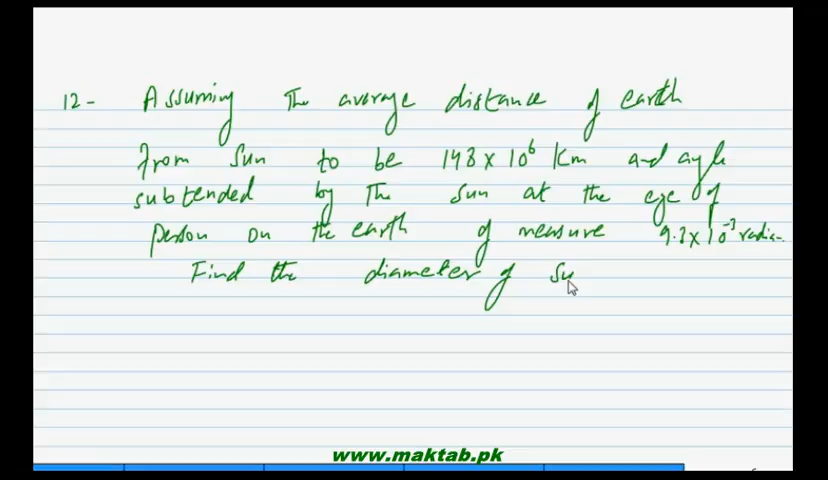 12- Assuming The average distance of earth
from sun to be 148 x 10⁶ Km and angle
subtended by The sun at the eye of
person on the earth of measure 9.3 x 10⁻³ radian
Find the diameter of su
www.maktab.pk